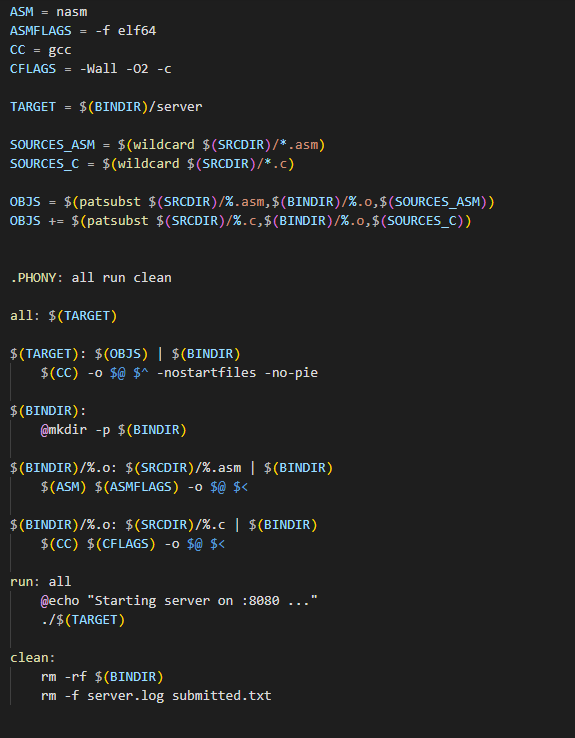 ASM = nasm
ASMFLAGS = -f elf64
CC = gcc
CFLAGS = -Wall -O2 -c
TARGET = $(BINDIR)/server
SOURCES_ASM = $(wildcard $(SRCDIR)/*.asm)
SOURCES_C = $(wildcard $(SRCDIR)/*.c)
OBJS = $(patsubst $(SRCDIR)/%.asm,$(BINDIR)/%.o,$(SOURCES_ASM))
OBJS += $(patsubst $(SRCDIR)/%.c,$(BINDIR)/%.o,$(SOURCES_C))
.PHONY: all run clean
all: $(TARGET)
$(TARGET): $(OBJS) | $(BINDIR)
    $(CC) -o $@ $^ -nostartfiles -no-pie
$(BINDIR):
    @mkdir -p $(BINDIR)
$(BINDIR)/%.o: $(SRCDIR)/%.asm | $(BINDIR)
    $(ASM) $(ASMFLAGS) -o $@ $<
$(BINDIR)/%.o: $(SRCDIR)/%.c | $(BINDIR)
    $(CC) $(CFLAGS) -o $@ $<
run: all
    @echo "Starting server on :8080 ..."
    ./$(TARGET)
clean:
    rm -rf $(BINDIR)
    rm -f server.log submitted.txt